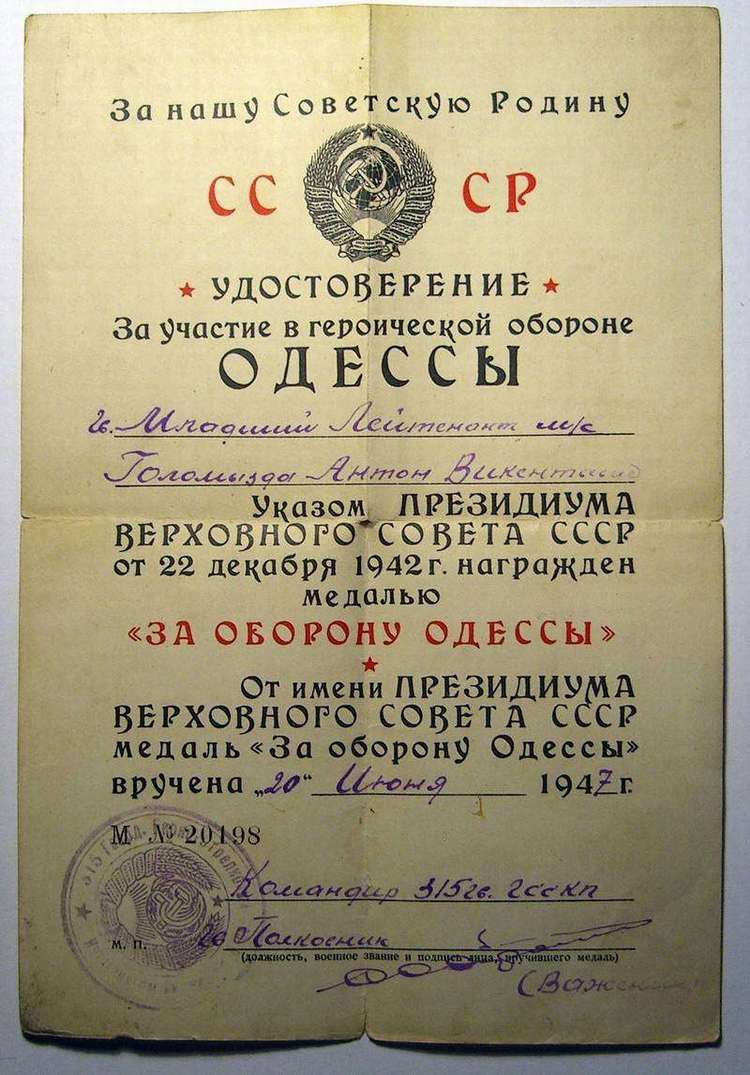 За нашу Советскую Родину
СС СР
УДОСТОВЕРЕНИЕ
За участие в героической обороне
ОДЕССЫ
Гв. Младший Лейтенант м/с
Голомызда Антон
Указом ПРЕЗИДИУМА
ВЕРХОВНОГО СОВЕТА СССР
от 22 декабря 1942 г. награжден
медалью
«ЗА ОБОРОНУ ОДЕССЫ»
От имени ПРЕЗИДИУМА
ВЕРХОВНОГО СОВЕТА СССР
медаль «За оборону Одессы»
вручена „20“ Июня 1947 г.
М № 20198
Командир 315 гв.
М. П. Гв Полковник
(должность, военное звание и подпись лица, вручившего медаль)